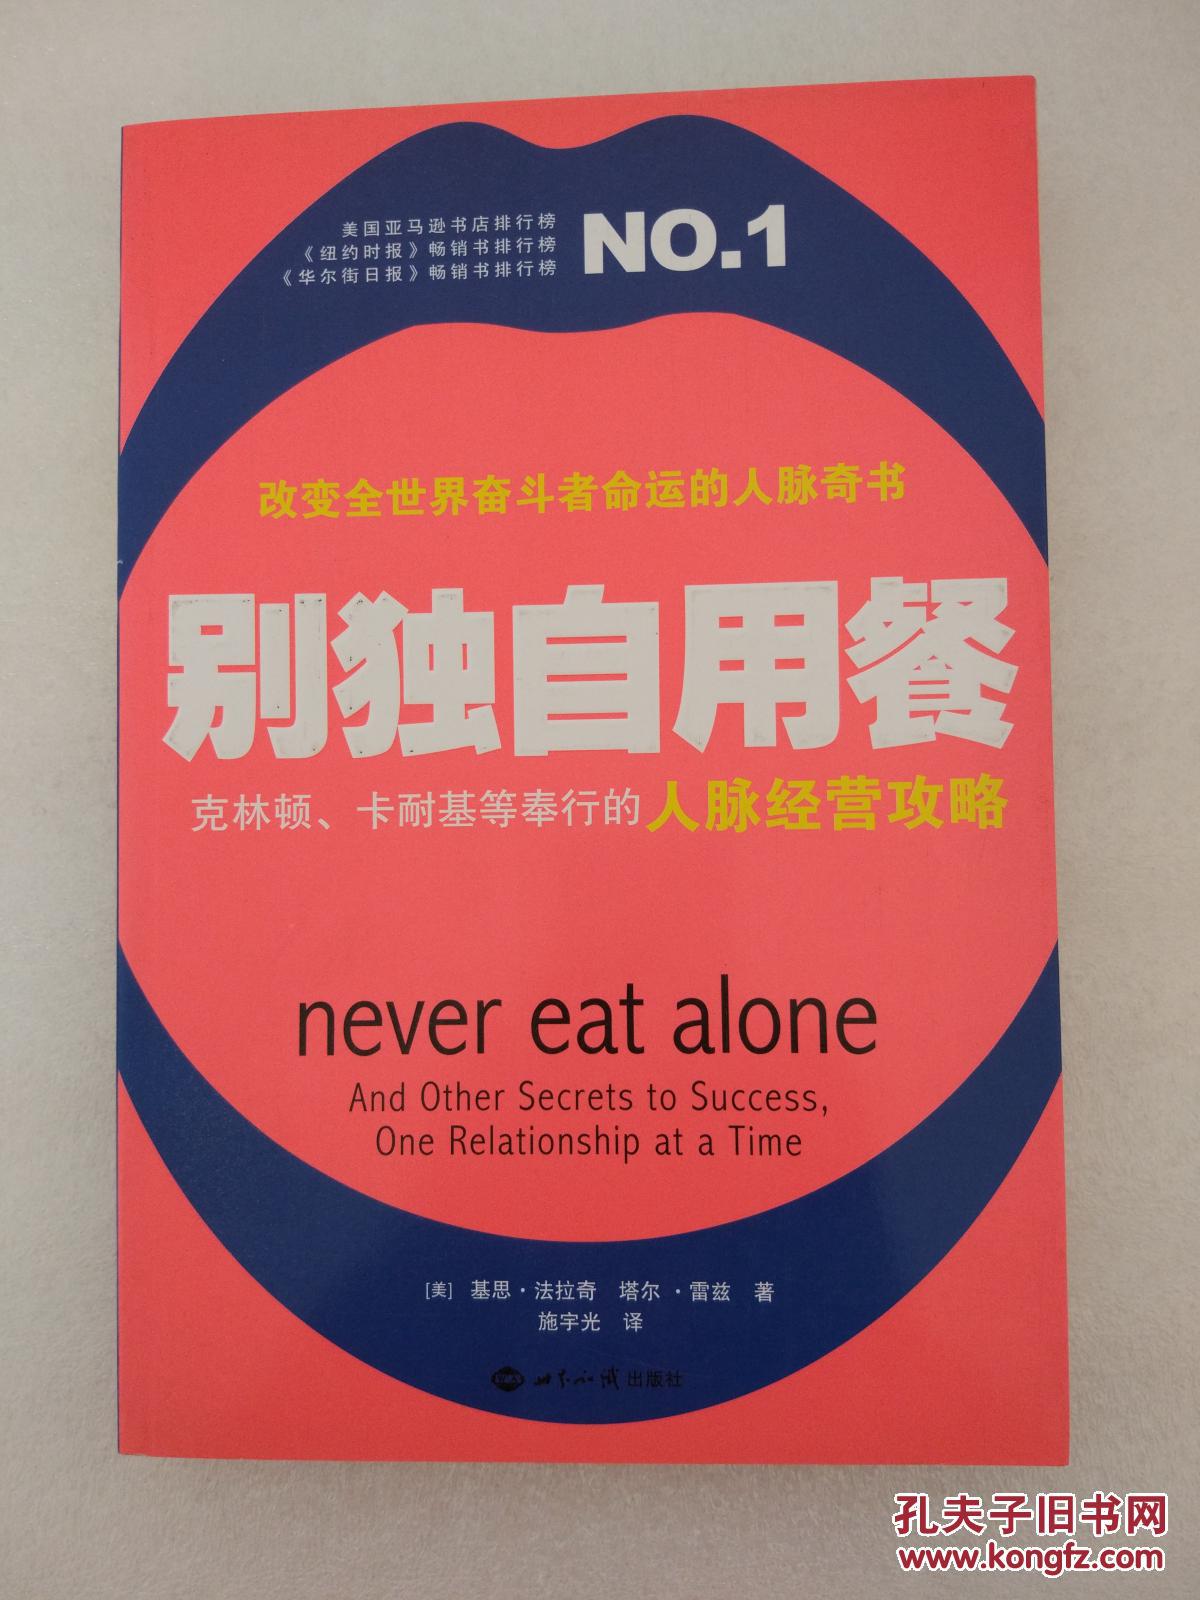 美国亚马逊书店排行榜
《纽约时报》畅销书排行榜
《华尔街日报》畅销书排行榜
NO.1
改变全世界奋斗者命运的人脉奇书
别独自用餐
克林顿、卡耐基等奉行的人脉经营攻略
never eat alone
And Other Secrets to Success,
One Relationship at a Time
[美] 基思·法拉奇 塔尔·雷兹 著
施宇光 译
世界知识出版社
孔夫子旧书网
www.kongfz.com